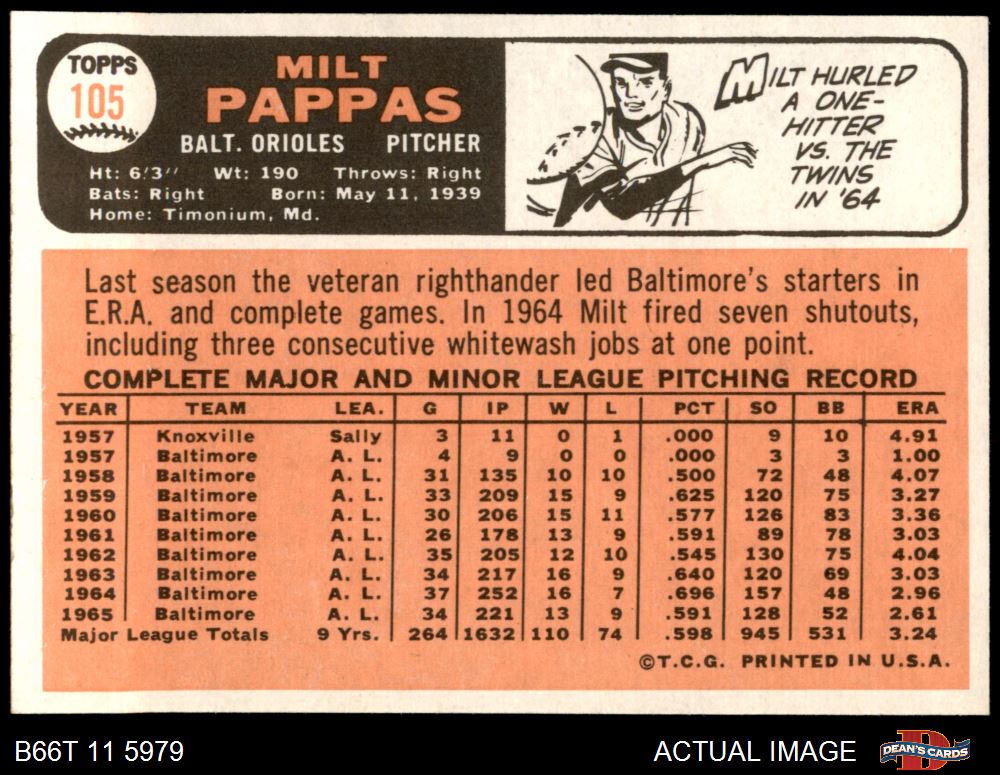 TOPPS
105
MILT
PAPPAS
BALT. ORIOLES PITCHER
Ht: 6'3" Wt: 190 Throws: Right
Bats: Right Born: May 11, 1939
Home: Timonium, Md.
MILT HURLED
A ONE-
HITTER
VS. THE
TWINS
IN '64
Last season the veteran righthander led Baltimore's starters in
E.R.A. and complete games. In 1964 Milt fired seven shutouts,
including three consecutive whitewash jobs at one point.
COMPLETE MAJOR AND MINOR LEAGUE PITCHING RECORD
YEAR TEAM LEA. G IP W L PCT SO BB ERA
1957 Knoxville Sally 3 11 0 1 .000 9 10 4.91
1957 Baltimore A. L. 4 9 0 0 .000 3 3 1.00
1958 Baltimore A. L. 31 135 10 10 .500 72 48 4.07
1959 Baltimore A. L. 33 209 15 9 .625 120 75 3.27
1960 Baltimore A. L. 30 206 15 11 .577 126 83 3.36
1961 Baltimore A. L. 26 178 13 9 .591 89 78 3.03
1962 Baltimore A. L. 35 205 12 10 .545 130 75 4.04
1963 Baltimore A. L. 34 217 16 9 .640 120 69 3.03
1964 Baltimore A. L. 37 252 16 7 .696 157 48 2.96
1965 Baltimore A. L. 34 221 13 9 .591 128 52 2.61
Major League Totals 9 Yrs. 264 1632 110 74 .598 945 531 3.24
©T.C.G. PRINTED IN U.S.A.
B66T 11 5979 ACTUAL IMAGE DEAN'S CARDS